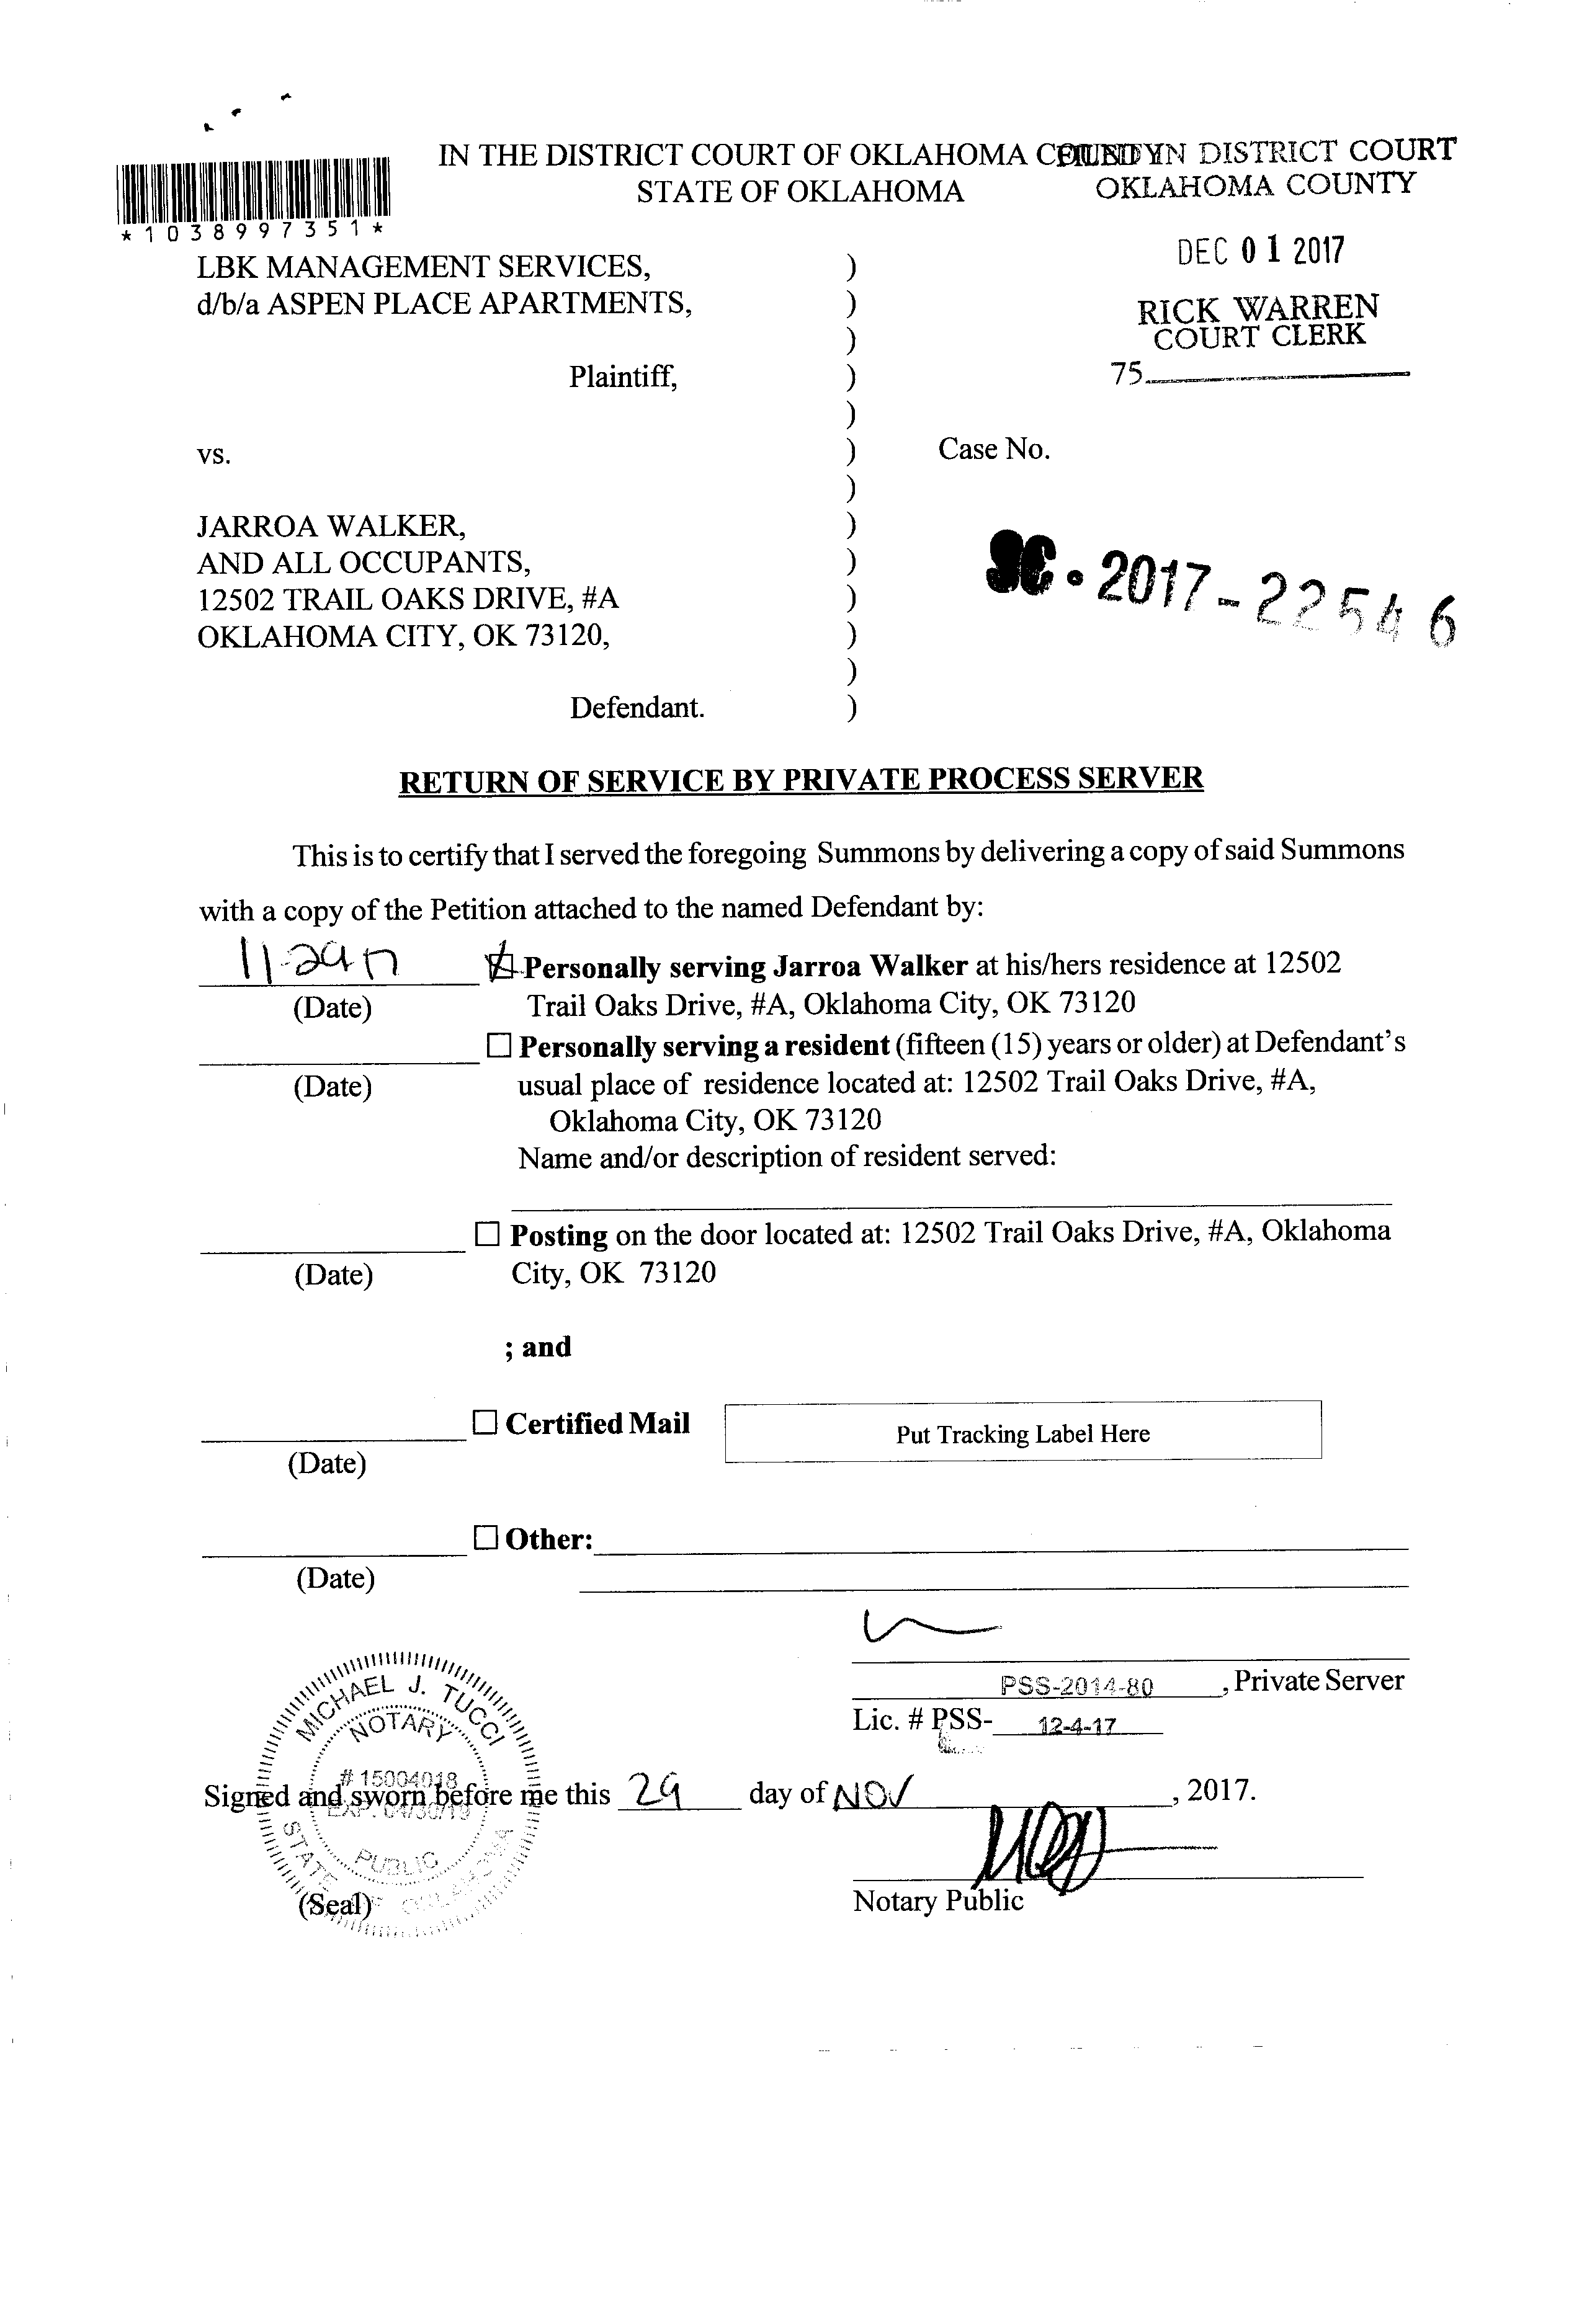 IN THE DISTRICT COURT OF OKLAHOMA COUNTY
STATE OF OKLAHOMA
FILED IN DISTRICT COURT
OKLAHOMA COUNTY
*1038997351*
DEC 01 2017
RICK WARREN
COURT CLERK
75
LBK MANAGEMENT SERVICES, )
d/b/a ASPEN PLACE APARTMENTS, )
)
Plaintiff, )
)
vs. ) Case No.
)
SC-2017-22546
JARROA WALKER, )
AND ALL OCCUPANTS, )
12502 TRAIL OAKS DRIVE, #A )
OKLAHOMA CITY, OK 73120, )
)
Defendant. )
RETURN OF SERVICE BY PRIVATE PROCESS SERVER
This is to certify that I served the foregoing Summons by delivering a copy of said Summons
with a copy of the Petition attached to the named Defendant by:
11-29-17 Personally serving Jarroa Walker at his/hers residence at 12502
(Date) Trail Oaks Drive, #A, Oklahoma City, OK 73120
☐ Personally serving a resident (fifteen (15) years or older) at Defendant's
(Date) usual place of residence located at: 12502 Trail Oaks Drive, #A,
Oklahoma City, OK 73120
Name and/or description of resident served:
☐ Posting on the door located at: 12502 Trail Oaks Drive, #A, Oklahoma
(Date) City, OK 73120
; and
☐ Certified Mail Put Tracking Label Here
(Date)
☐ Other:
(Date)
PSS-2014-80, Private Server
Lic. # PSS- 12-4-17
MICHAEL J. TUCCI
NOTARY
# 15004018
EXP. 04/30/19
PUBLIC
STATE OF OKLAHOMA
Signed and sworn before me this 29 day of NOV, 2017.
(Seal) Notary Public